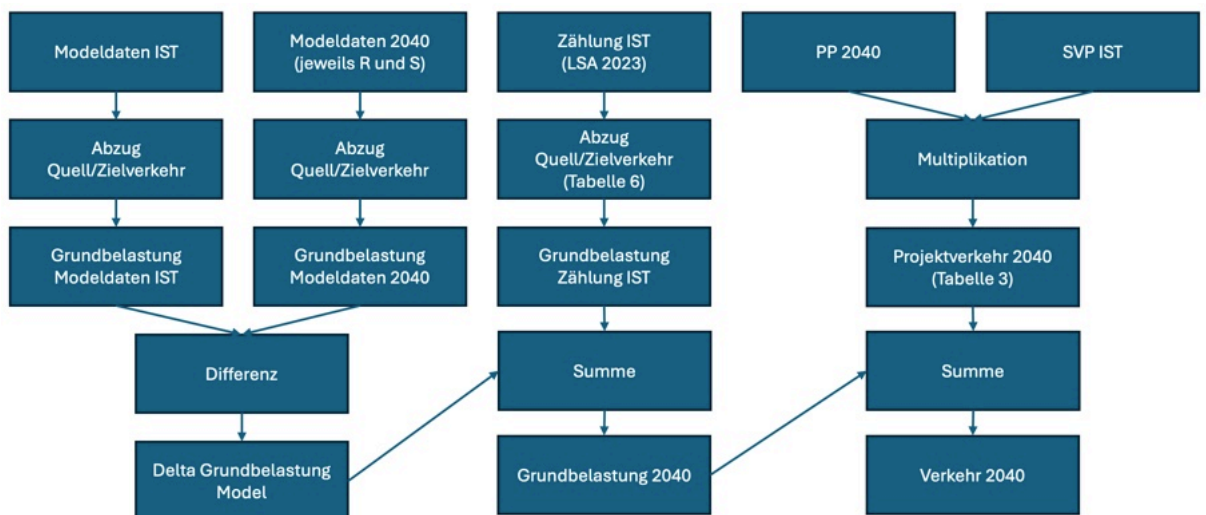 Modeldaten IST
Modeldaten 2040
(jeweils R und S)
Zählung IST
(LSA 2023)
PP 2040
SVP IST
Abzug
Quell/Zielverkehr
Abzug
Quell/Zielverkehr
Abzug
Quell/Zielverkehr
(Tabelle 6)
Multiplikation
Grundbelastung
Modeldaten IST
Grundbelastung
Modeldaten 2040
Grundbelastung
Zählung IST
Projektverkehr 2040
(Tabelle 3)
Differenz
Summe
Summe
Delta Grundbelastung
Model
Grundbelastung 2040
Verkehr 2040